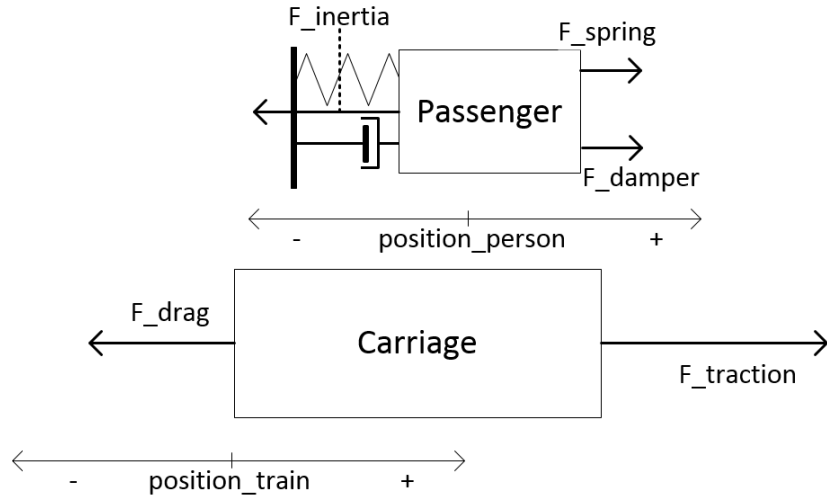 F_inertia
F_spring
Passenger
F_damper
- position_person +
F_drag
Carriage
F_traction
- position_train +